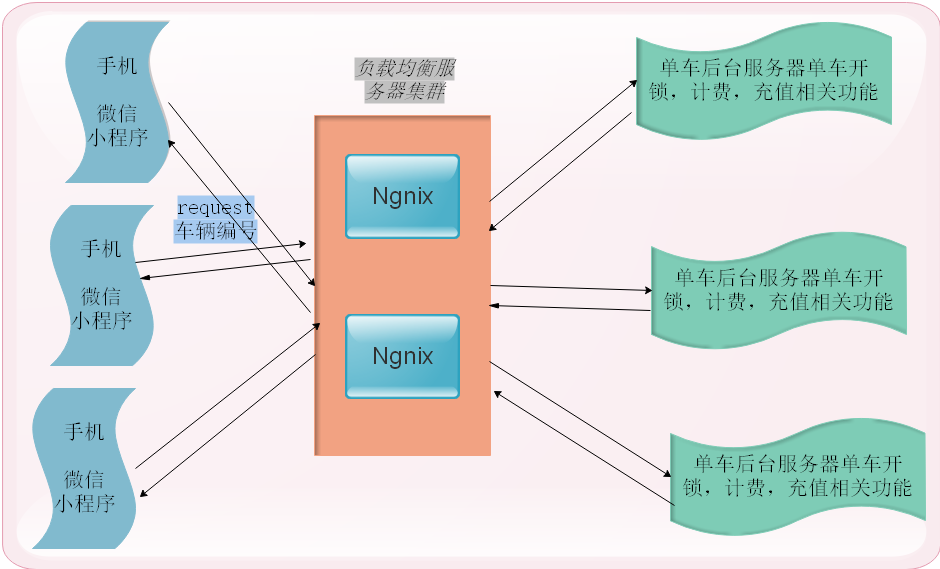 手机
微信
小程序
request
车辆编号
手机
微信
小程序
手机
微信
小程序
负载均衡服
务器集群
Ngnix
Ngnix
单车后台服务器单车开
锁，计费，充值相关功能
单车后台服务器单车开
锁，计费，充值相关功能
单车后台服务器单车开
锁，计费，充值相关功能